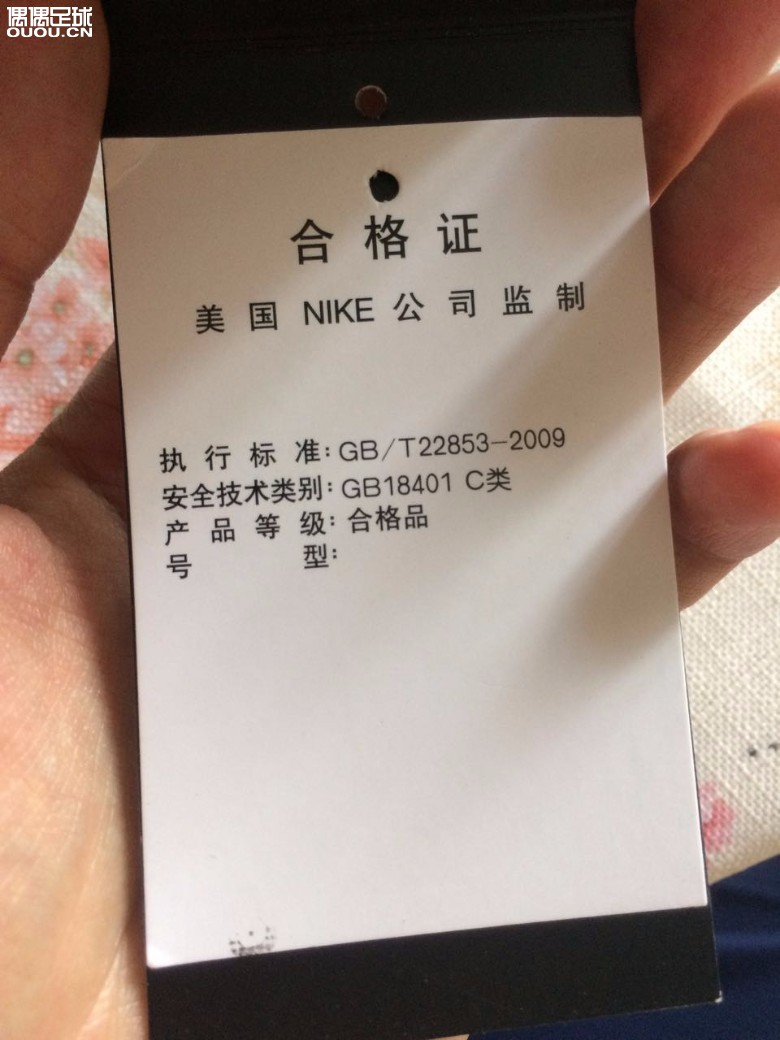 偶偶足球
OUOU.CN
合格证
美国 NIKE 公司监制
执行标准:GB/T22853-2009
安全技术类别:GB18401 C类
产品等级:合格品
号型: